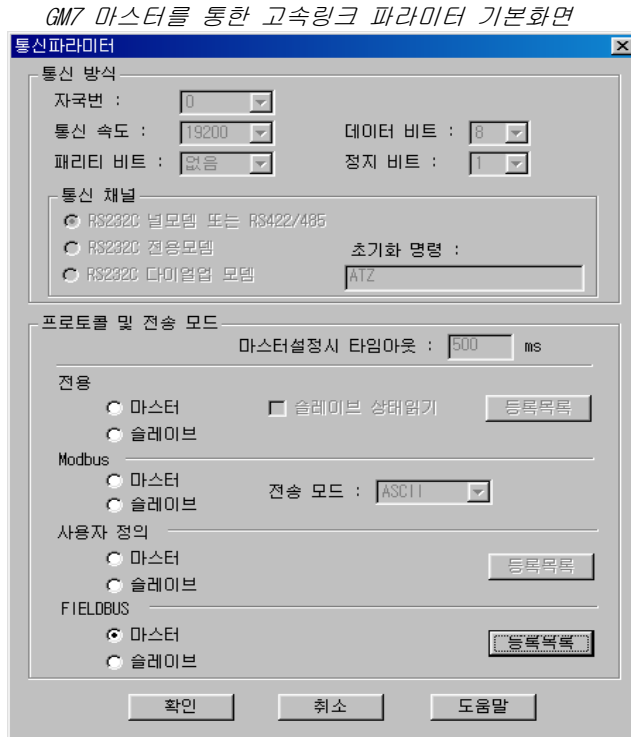 GM7 마스터를 통한 고속링크 파라미터 기본화면
통신파라미터
통신 방식
자국번 : 0
통신 속도 : 19200 데이터 비트 : 8
패리티 비트 : 없음 정지 비트 : 1
통신 채널
RS232C 널모뎀 또는 RS422/485
RS232C 전용모뎀 초기화 명령 :
RS232C 다이얼업 모뎀 ATZ
프로토콜 및 전송 모드
마스터설정시 타임아웃 : 500 ms
전용
마스터 슬레이브 상태읽기 등록목록
슬레이브
Modbus
마스터 전송 모드 : ASCII
슬레이브
사용자 정의
마스터 등록목록
슬레이브
FIELDBUS
마스터 등록목록
슬레이브
확인 취소 도움말